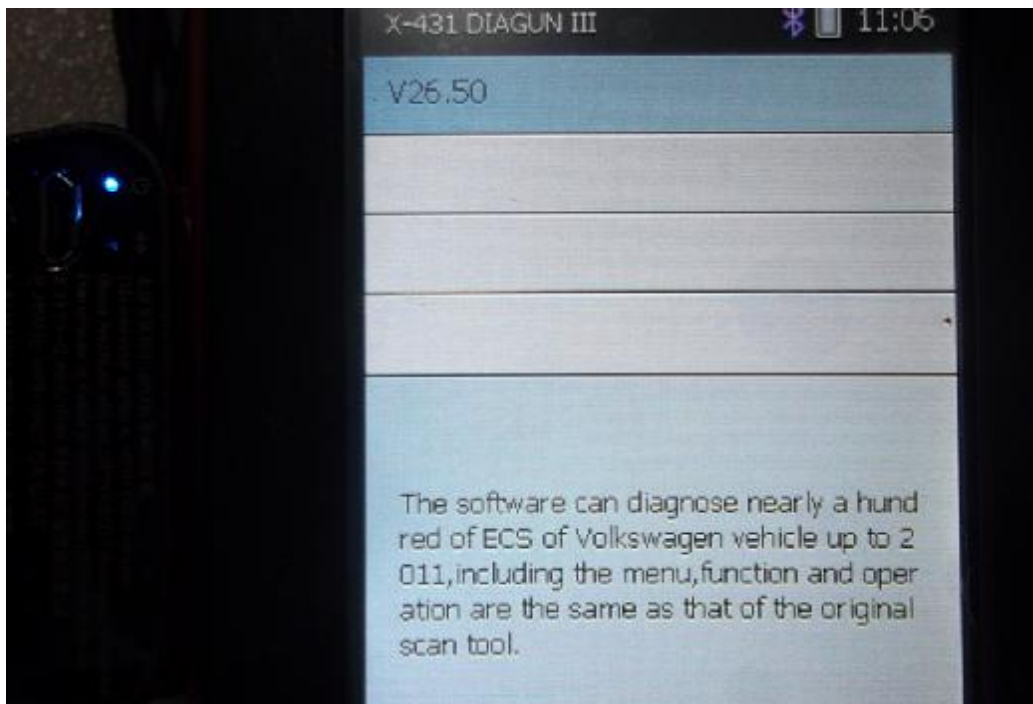 X-431 DIAGUN III 11:06
V26.50
The software can diagnose nearly a hund
red of ECS of Volkswagen vehicle up to 2
011,including the menu,function and oper
ation are the same as that of the original
scan tool.